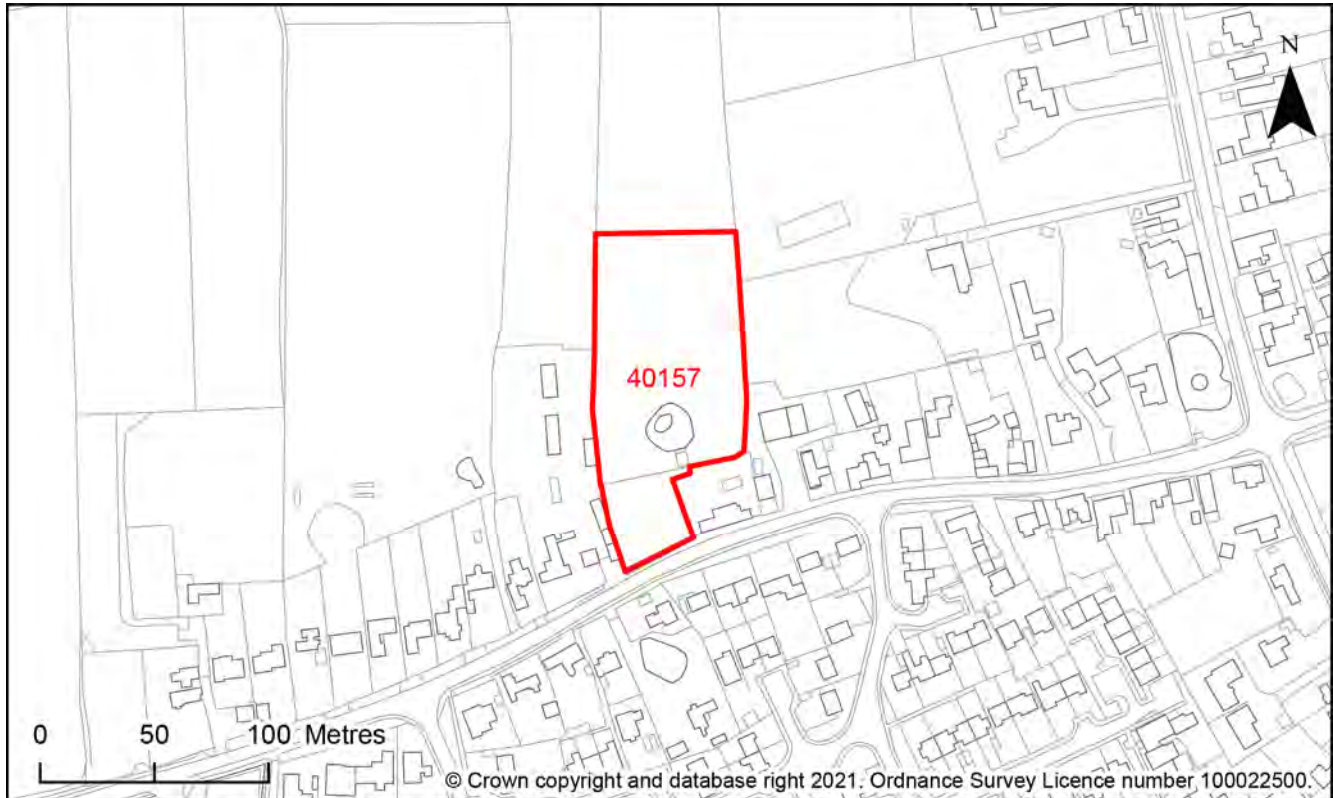 N
40157
0 50 100 Metres
© Crown copyright and database right 2021. Ordnance Survey Licence number 100022500.